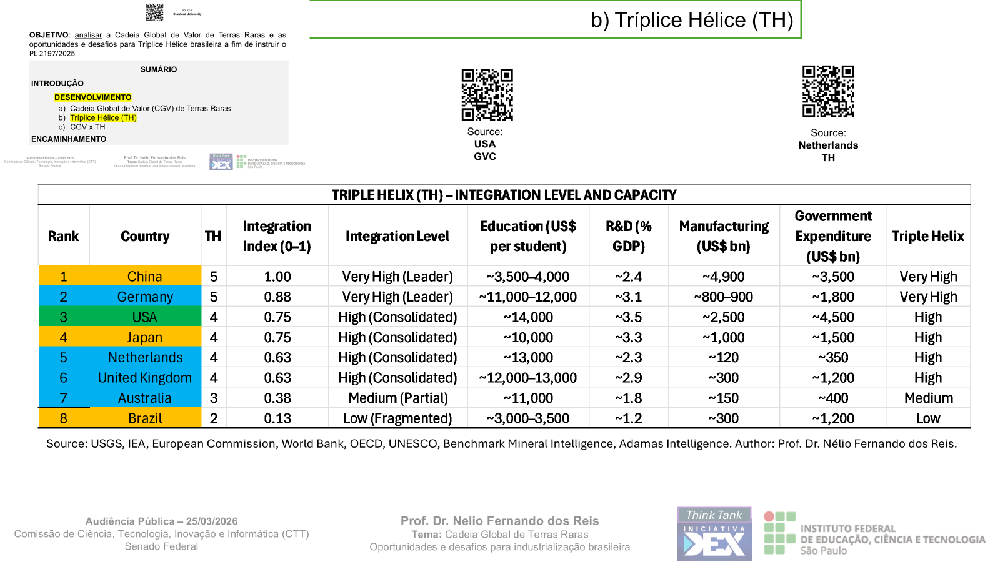 Source:
Stanford University
OBJETIVO: analisar a Cadeia Global de Valor de Terras Raras e as
oportunidades e desafios para Tríplice Hélice brasileira a fim de instruir o
PL 2197/2025
SUMÁRIO
INTRODUÇÃO
DESENVOLVIMENTO
a) Cadeia Global de Valor (CGV) de Terras Raras
b) Tríplice Hélice (TH)
c) CGV x TH
ENCAMINHAMENTO
Audiência Pública – 25/03/2026
Comissão de Ciência, Tecnologia, Inovação e Informática (CTT)
Senado Federal
Prof. Dr. Nelio Fernando dos Reis
Tema: Cadeia Global de Terras Raras
Oportunidades e desafios para industrialização brasileira
Think Tank
INICIATIVA
DEX
INSTITUTO FEDERAL
DE EDUCAÇÃO, CIÊNCIA E TECNOLOGIA
São Paulo
b) Tríplice Hélice (TH)
Source:
USA
GVC
Source:
Netherlands
TH
TRIPLE HELIX (TH) – INTEGRATION LEVEL AND CAPACITY
Rank Country TH Integration Index (0–1) Integration Level Education (US$ per student) R&D (% GDP) Manufacturing (US$ bn) Government Expenditure (US$ bn) Triple Helix
1 China 5 1.00 Very High (Leader) ~3,500–4,000 ~2.4 ~4,900 ~3,500 Very High
2 Germany 5 0.88 Very High (Leader) ~11,000–12,000 ~3.1 ~800–900 ~1,800 Very High
3 USA 4 0.75 High (Consolidated) ~14,000 ~3.5 ~2,500 ~4,500 High
4 Japan 4 0.75 High (Consolidated) ~10,000 ~3.3 ~1,000 ~1,500 High
5 Netherlands 4 0.63 High (Consolidated) ~13,000 ~2.3 ~120 ~350 High
6 United Kingdom 4 0.63 High (Consolidated) ~12,000–13,000 ~2.9 ~300 ~1,200 High
7 Australia 3 0.38 Medium (Partial) ~11,000 ~1.8 ~150 ~400 Medium
8 Brazil 2 0.13 Low (Fragmented) ~3,000–3,500 ~1.2 ~300 ~1,200 Low
Source: USGS, IEA, European Commission, World Bank, OECD, UNESCO, Benchmark Mineral Intelligence, Adamas Intelligence. Author: Prof. Dr. Nélio Fernando dos Reis.
Audiência Pública – 25/03/2026
Comissão de Ciência, Tecnologia, Inovação e Informática (CTT)
Senado Federal
Prof. Dr. Nelio Fernando dos Reis
Tema: Cadeia Global de Terras Raras
Oportunidades e desafios para industrialização brasileira
Think Tank
INICIATIVA
DEX
INSTITUTO FEDERAL
DE EDUCAÇÃO, CIÊNCIA E TECNOLOGIA
São Paulo